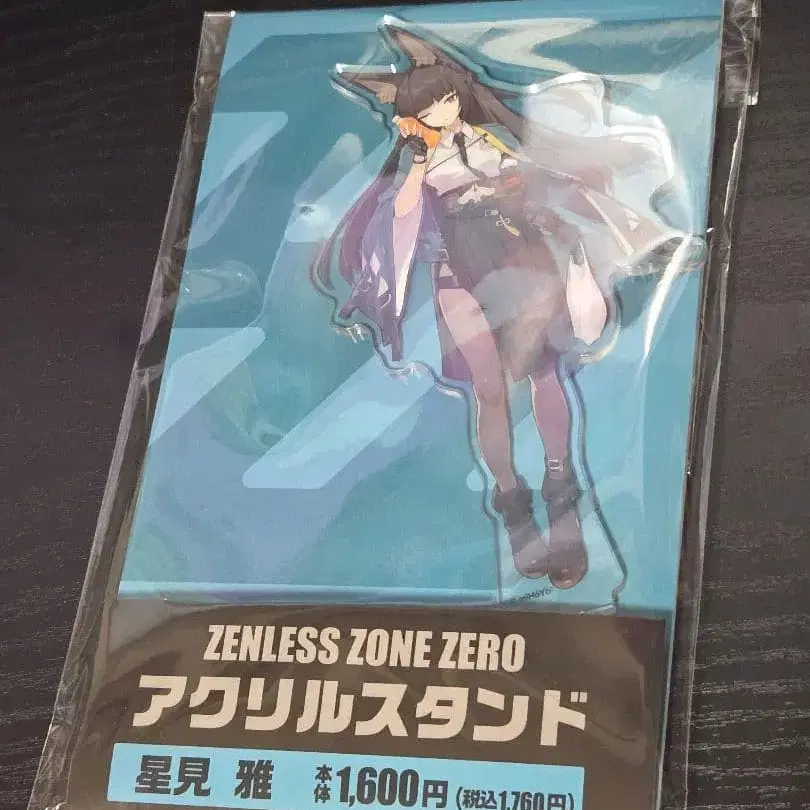 ©miHoYo
ZENLESS ZONE ZERO
アクリルスタンド
星見 雅 本体 1,600円 (税込1,760円)